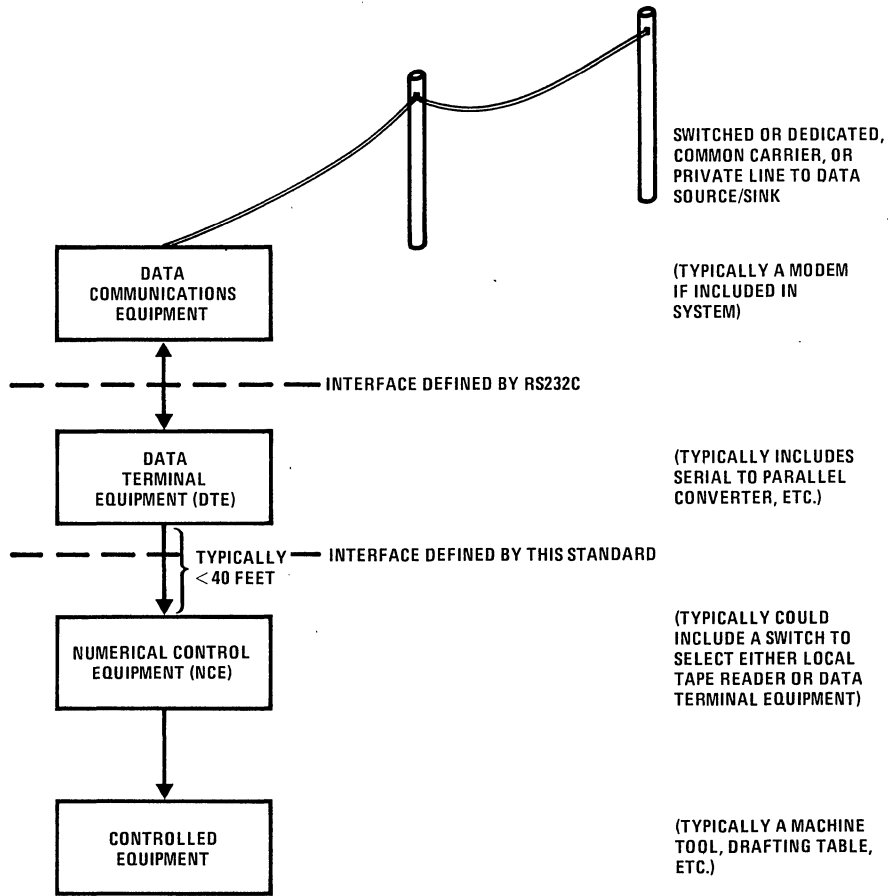 SWITCHED OR DEDICATED,
COMMON CARRIER, OR
PRIVATE LINE TO DATA
SOURCE/SINK
DATA
COMMUNICATIONS
EQUIPMENT
(TYPICALLY A MODEM
IF INCLUDED IN
SYSTEM)
INTERFACE DEFINED BY RS232C
DATA
TERMINAL
EQUIPMENT (DTE)
(TYPICALLY INCLUDES
SERIAL TO PARALLEL
CONVERTER, ETC.)
TYPICALLY
<40 FEET
INTERFACE DEFINED BY THIS STANDARD
NUMERICAL CONTROL
EQUIPMENT (NCE)
(TYPICALLY COULD
INCLUDE A SWITCH TO
SELECT EITHER LOCAL
TAPE READER OR DATA
TERMINAL EQUIPMENT)
CONTROLLED
EQUIPMENT
(TYPICALLY A MACHINE
TOOL, DRAFTING TABLE,
ETC.)